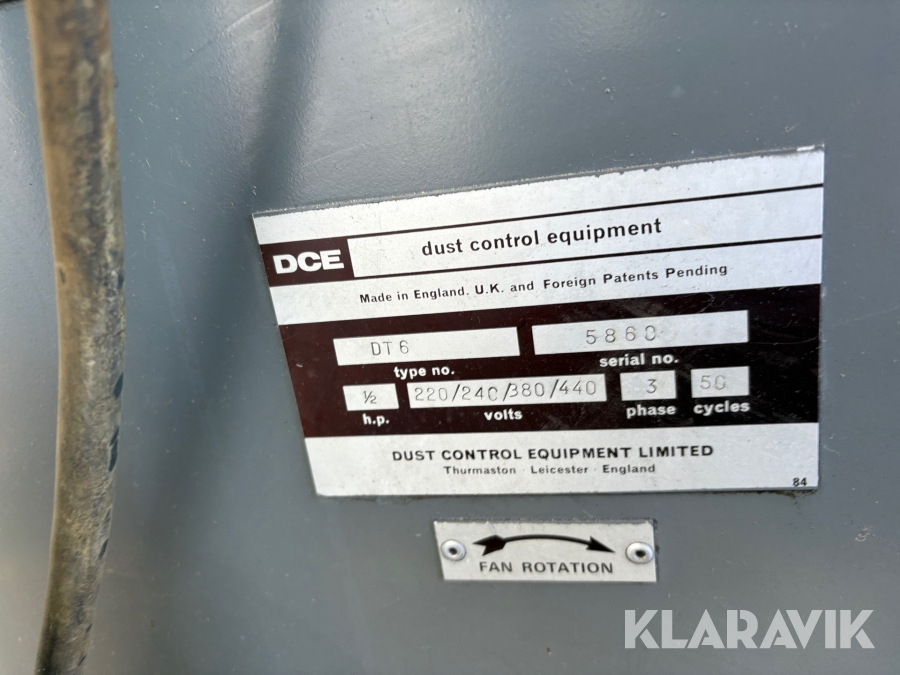 DCE dust control equipment
Made in England. U.K. and Foreign Patents Pending
DT6 5860
type no. serial no.
½ 220/240/380/440 3 50
h.p. volts phase cycles
DUST CONTROL EQUIPMENT LIMITED
Thurmaston · Leicester · England
84
FAN ROTATION
KLARAVIK